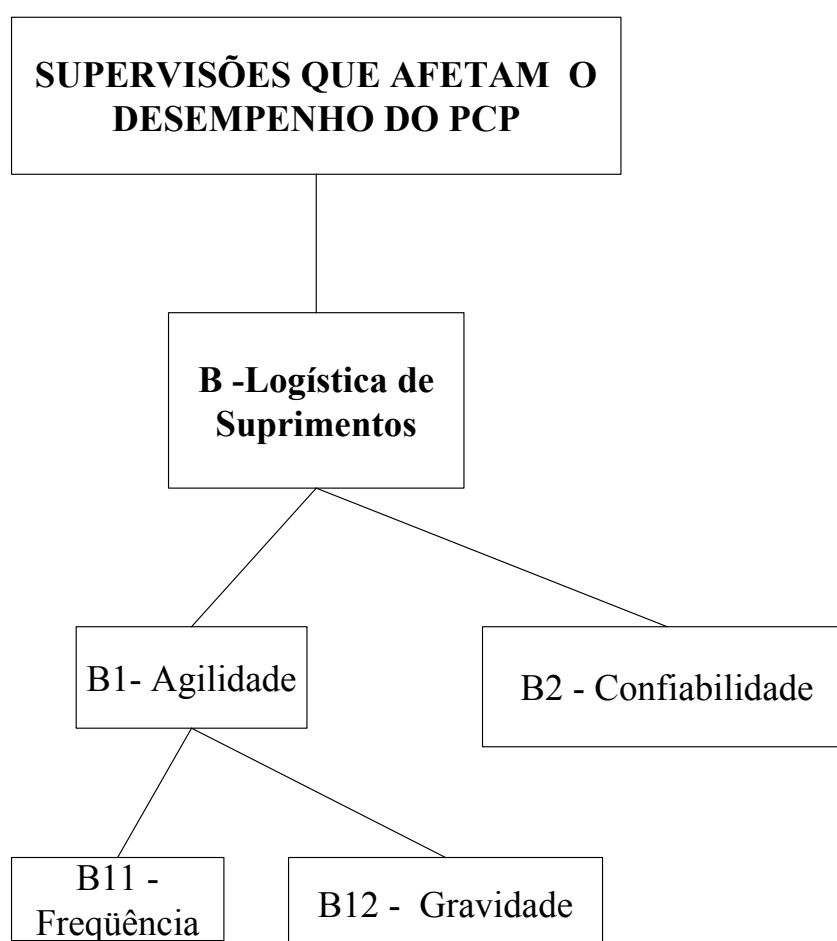 SUPERVISÕES QUE AFETAM O
DESEMPENHO DO PCP
B -Logística de
Suprimentos
B1- Agilidade
B2 - Confiabilidade
B11 -
Freqüência
B12 - Gravidade